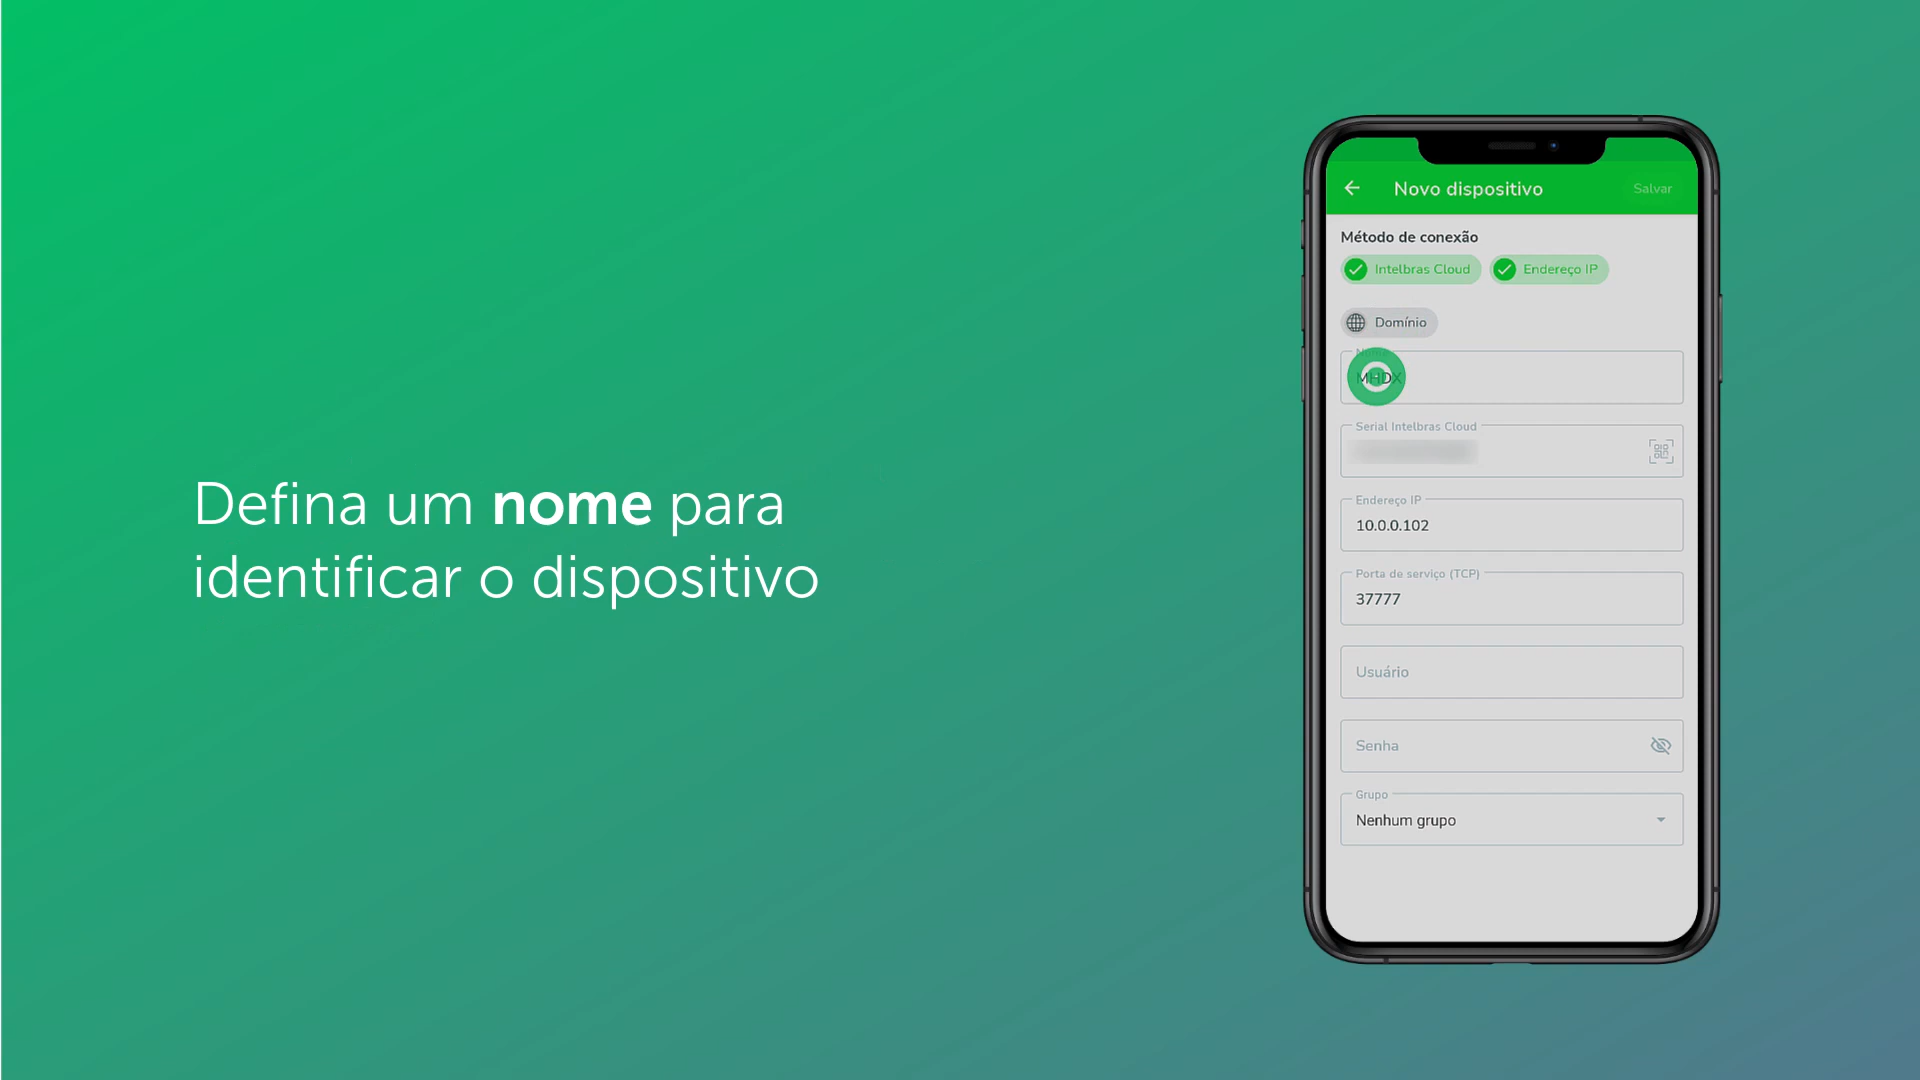 Defina um nome para
identificar o dispositivo
Novo dispositivo
Salvar
Método de conexão
Intelbras Cloud
Endereço IP
Domínio
Nome
MHDX
Serial Intelbras Cloud
Endereço IP
10.0.0.102
Porta de serviço (TCP)
37777
Usuário
Senha
Grupo
Nenhum grupo